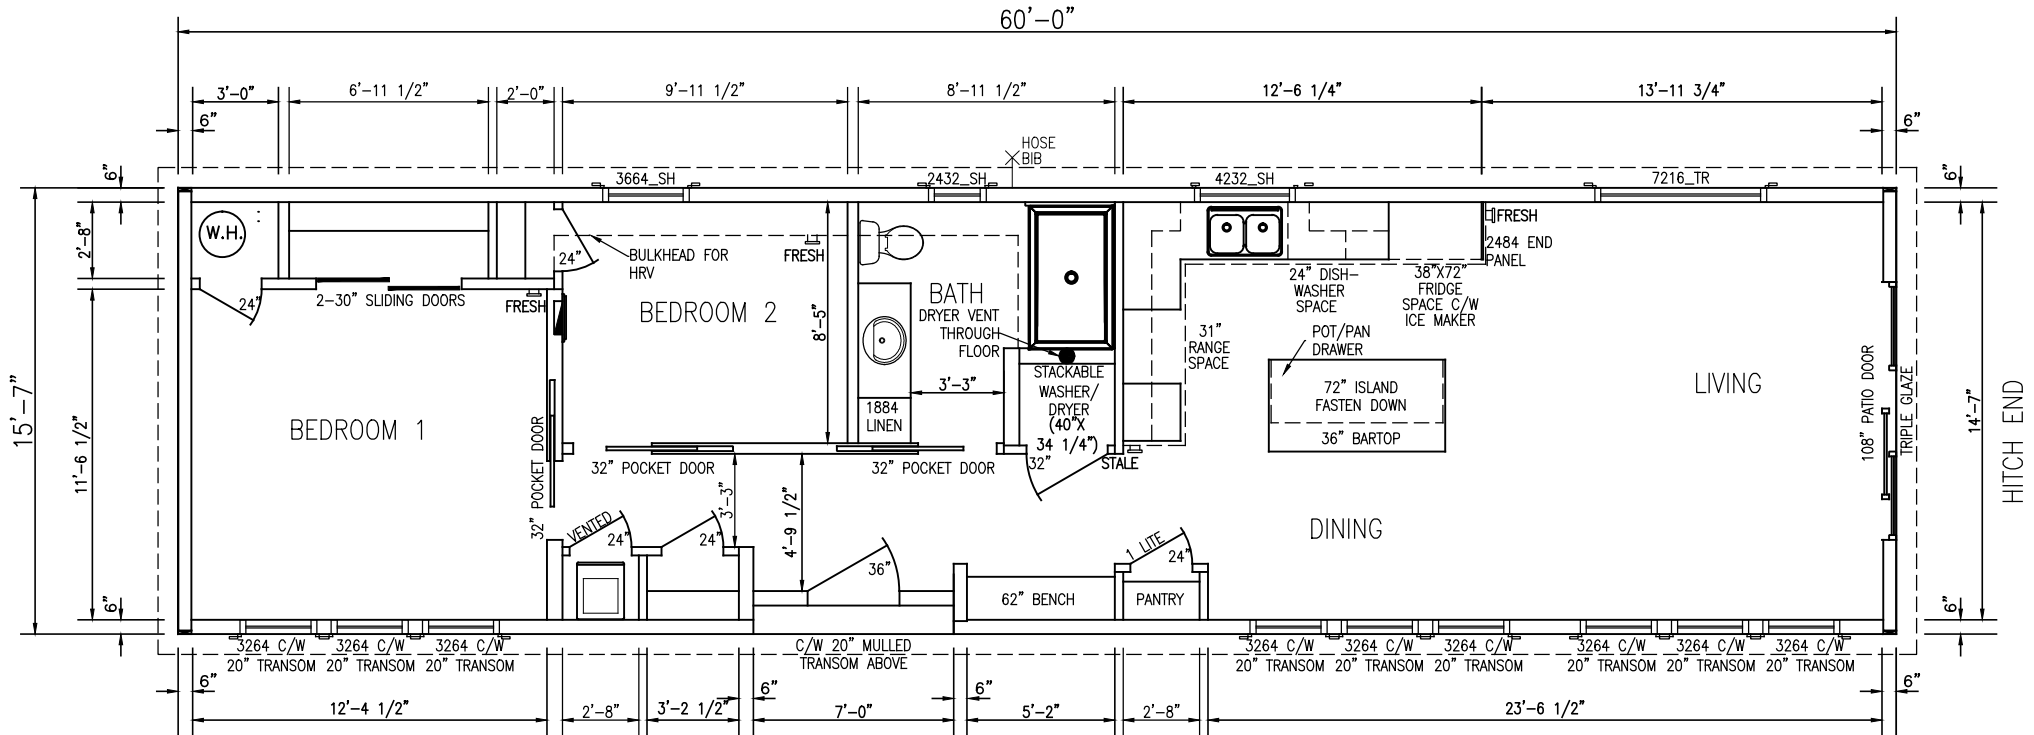 60'-0"
3'-0"
6'-11 1/2"
2'-0"
9'-11 1/2"
8'-11 1/2"
12'-6 1/4"
13'-11 3/4"
6"
6"
HOSE
BIB
6"
3664_SH
2432_SH
4232_SH
7216_TR
6"
W.H.
2'-8"
24"
BULKHEAD FOR
HRV
FRESH
FRESH
2484 END
PANEL
24"
2-30" SLIDING DOORS
FRESH
BEDROOM 2
8'-5"
BATH
DRYER VENT
THROUGH
FLOOR
24" DISH-
WASHER
SPACE
38"X72"
FRIDGE
SPACE C/W
ICE MAKER
31"
RANGE
SPACE
POT/PAN
DRAWER
STACKABLE
WASHER/
DRYER
(40"X
34 1/4")
3'-3"
1884
LINEN
72" ISLAND
FASTEN DOWN
36" BARTOP
LIVING
108" PATIO DOOR
TRIPLE GLAZE
14'-7"
HITCH END
15'-7"
11'-6 1/2"
BEDROOM 1
32" POCKET DOOR
32" POCKET DOOR
32" POCKET DOOR
32"
STALE
3'-3"
4'-9 1/2"
VENTED
24"
24"
36"
DINING
1 LITE
24"
62" BENCH
PANTRY
6"
6"
3264 C/W
20" TRANSOM
3264 C/W
20" TRANSOM
3264 C/W
20" TRANSOM
C/W 20" MULLED
TRANSOM ABOVE
3264 C/W
20" TRANSOM
3264 C/W
20" TRANSOM
3264 C/W
20" TRANSOM
3264 C/W
20" TRANSOM
3264 C/W
20" TRANSOM
3264 C/W
20" TRANSOM
6"
6"
6"
6"
12'-4 1/2"
2'-8"
3'-2 1/2"
7'-0"
5'-2"
2'-8"
23'-6 1/2"